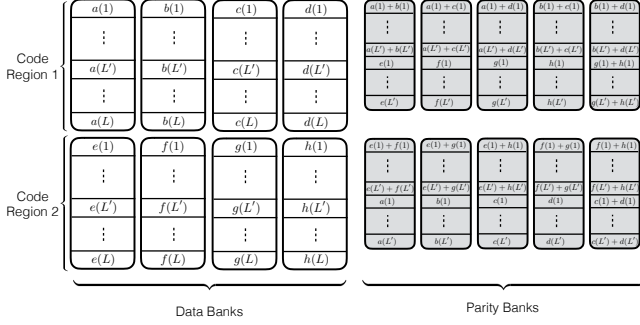 a(1) b(1) c(1) d(1) a(1) + b(1) a(1) + c(1) a(1) + d(1) b(1) + c(1) b(1) + d(1)
a(L') + b(L') a(L') + c(L') a(L') + d(L') b(L') + c(L') b(L') + d(L')
Code
Region 1
a(L') b(L') c(L') d(L') e(1) f(1) g(1) h(1) g(1) + h(1)
e(L') f(L') g(L') h(L') g(L') + h(L')
a(L) b(L) c(L) d(L)
e(1) f(1) g(1) h(1) e(1) + f(1) e(1) + g(1) e(1) + h(1) f(1) + g(1) f(1) + h(1)
e(L') + f(L') e(L') + g(L') e(L') + h(L') f(L') + g(L') f(L') + h(L')
Code
Region 2
e(L') f(L') g(L') h(L') a(1) b(1) c(1) d(1) c(1) + d(1)
a(L') b(L') c(L') d(L') c(L') + d(L')
e(L) f(L) g(L) h(L)
Data Banks Parity Banks